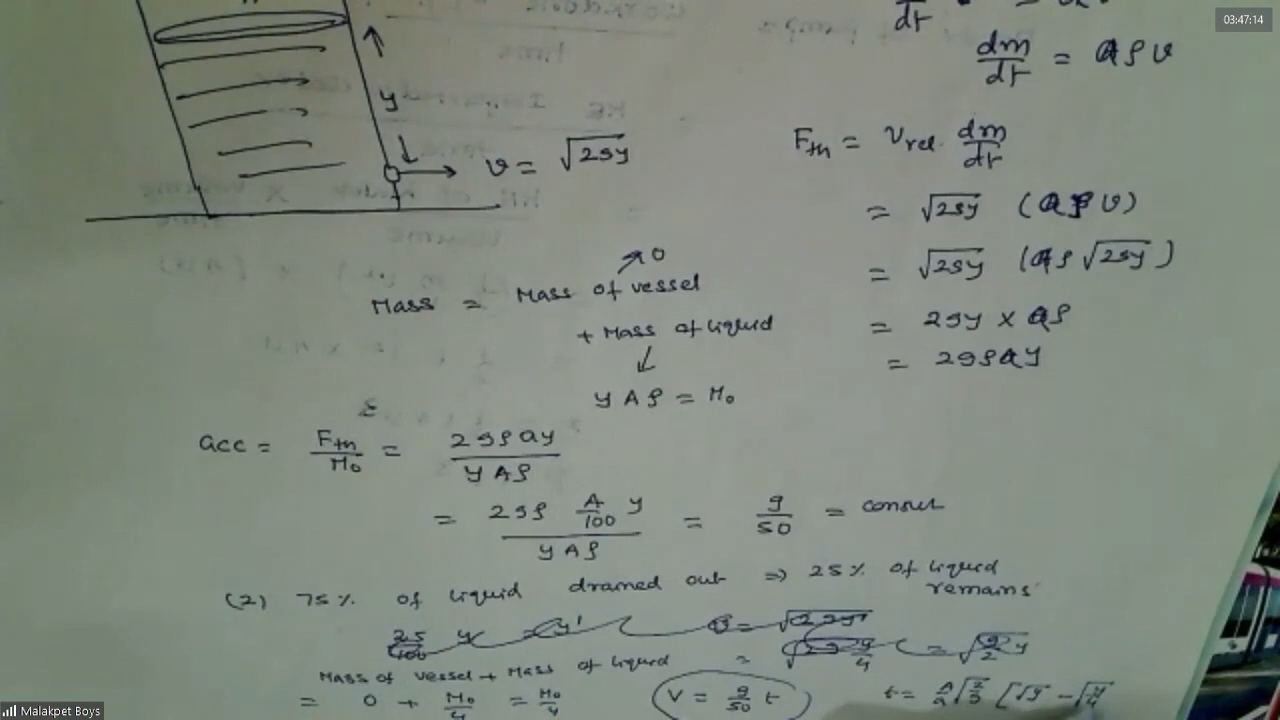 03:47:14
dm/dt = aρv
y
v = √2gy
F_th = v_rel. dm/dt
= √2gy (aρv)
= √2gy (aρ√2gy)
= 2gy × aρ
= 2gρay
0
Mass = Mass of vessel
+ Mass of liquid
y A ρ = M₀
acc = F_th/M₀ = 2gρay/yAρ
= 2gρ A/100 y/yAρ = g/50 = const
(2) 75% of liquid drained out ⇒ 25% of liquid
remains
Mass of vessel + Mass of liquid
= 0 + M₀/4 = M₀/4
V = g/50 t
t = A/a √2/g [√y - √y/4
Malakpet Boys